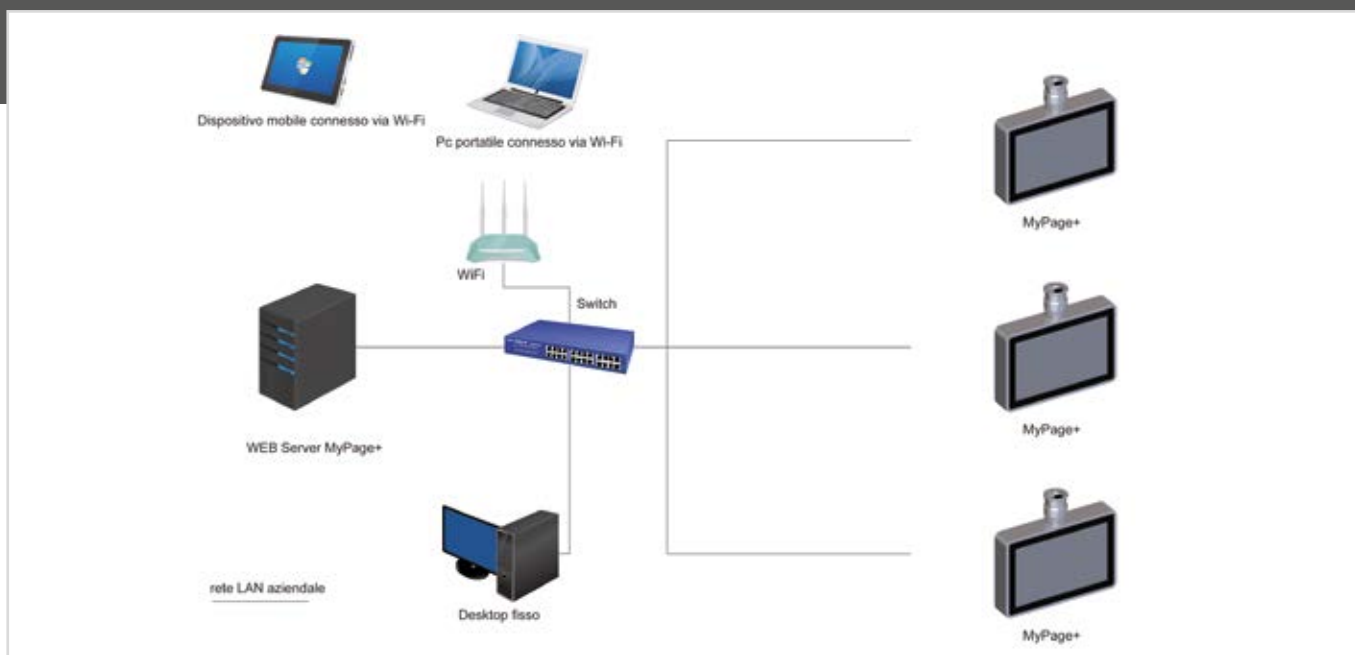 Dispositivo mobile connesso via Wi-Fi
Pc portatile connesso via Wi-Fi
MyPage+
WiFi
Switch
WEB Server MyPage+
MyPage+
rete LAN aziendale
Desktop fisso
MyPage+